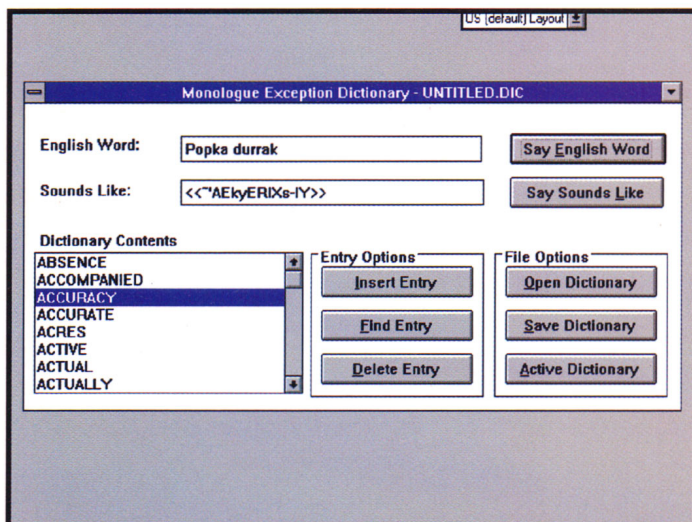 US [default] Layout
Monologue Exception Dictionary - UNTITLED.DIC
English Word:
Popka durrak
Say English Word
Sounds Like:
<<~'AEkyERIXs-IY>>
Say Sounds Like
Dictionary Contents
ABSENCE
ACCOMPANIED
ACCURACY
ACCURATE
ACRES
ACTIVE
ACTUAL
ACTUALLY
Entry Options
Insert Entry
Find Entry
Delete Entry
File Options
Open Dictionary
Save Dictionary
Active Dictionary